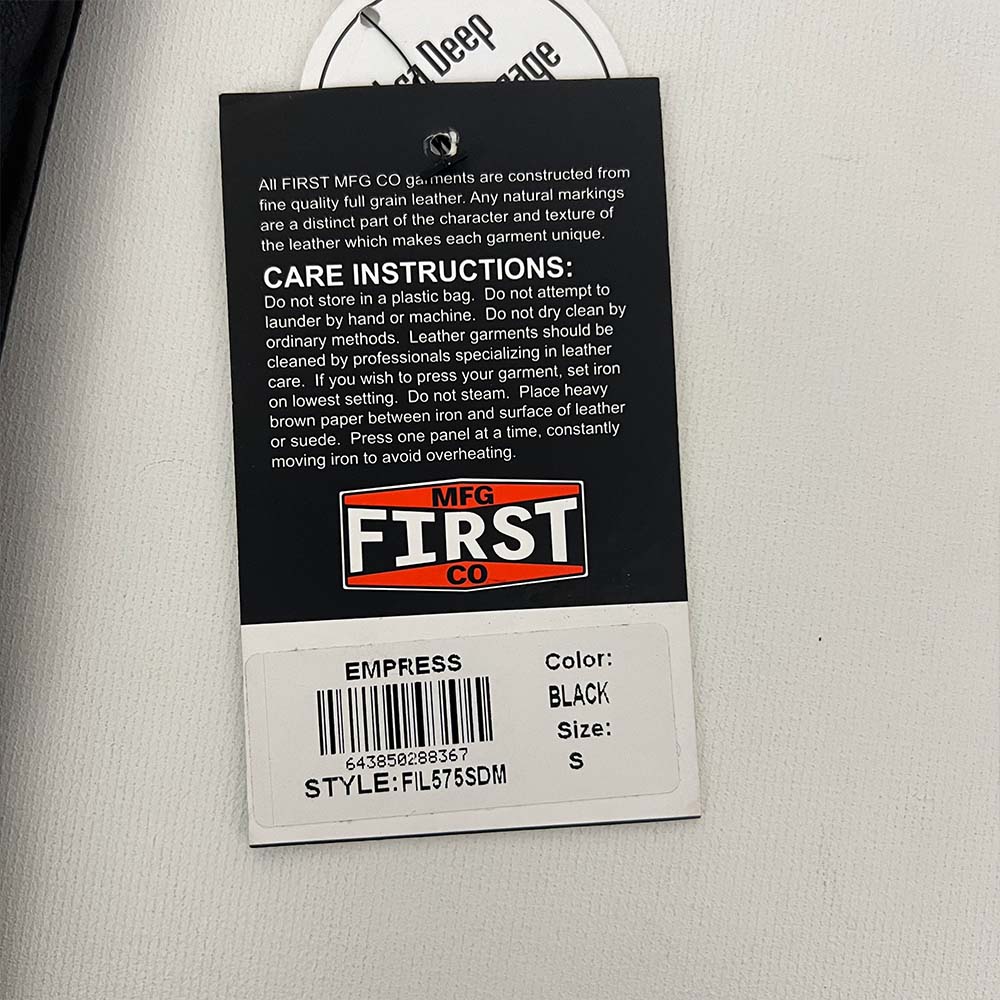 Deep
All FIRST MFG CO garments are constructed from
fine quality full grain leather. Any natural markings
are a distinct part of the character and texture of
the leather which makes each garment unique.
CARE INSTRUCTIONS:
Do not store in a plastic bag. Do not attempt to
launder by hand or machine. Do not dry clean by
ordinary methods. Leather garments should be
cleaned by professionals specializing in leather
care. If you wish to press your garment, set iron
on lowest setting. Do not steam. Place heavy
brown paper between iron and surface of leather
or suede. Press one panel at a time, constantly
moving iron to avoid overheating.
MFG
FIRST
CO
EMPRESS
643850288367
STYLE:FIL575SDM
Color:
BLACK
Size:
S